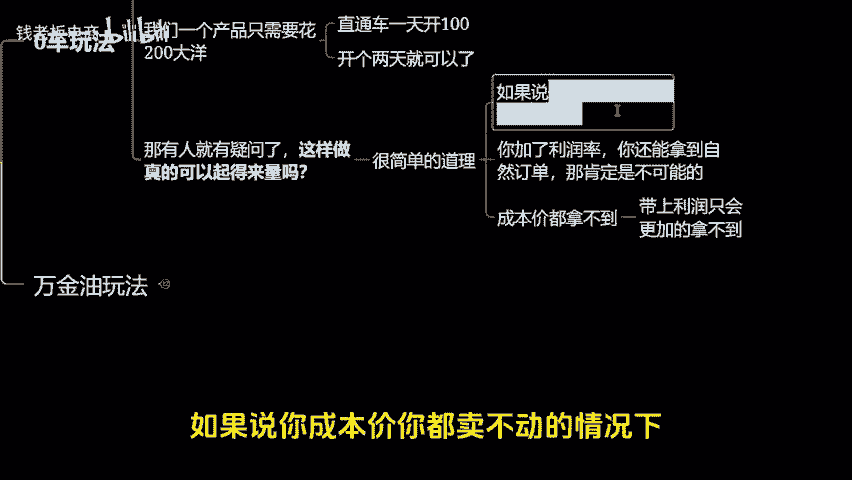 钱老板电商 bilibili
0车玩法
我们一个产品只需要花
200大洋
直通车一天开100
开个两天就可以了
如果说
那有人就有疑问了，这样做
真的可以起得来量吗？
很简单的道理
你加了利润率，你还能拿到自
然订单，那肯定是不可能的
成本价都拿不到
带上利润只会
更加的拿不到
万金油玩法
如果说你成本价你都卖不动的情况下